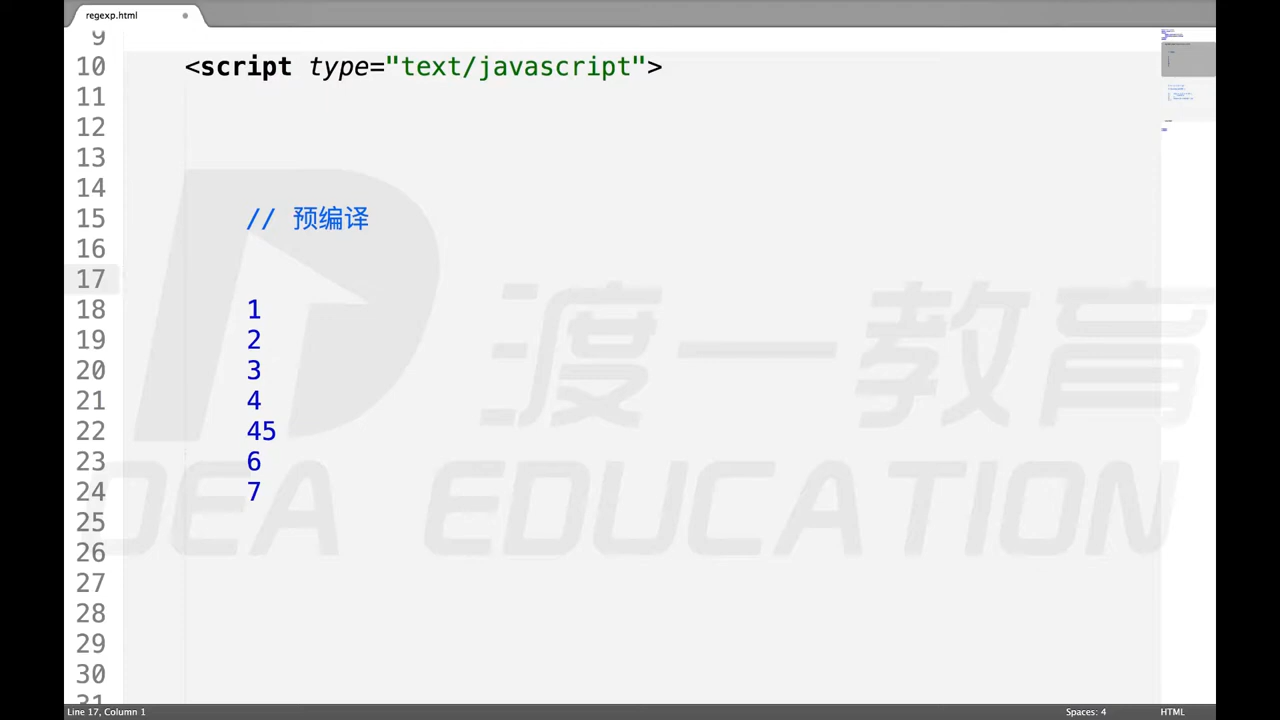 regexp.html
9
10 <script type="text/javascript">
11
12
13
14
15 // 预编译
16
17
18 1
19 2
20 3
21 4
22 45
23 6
24 7
25
26
27
28
29
30
31
渡一教育
DEA EDUCATION
Line 17, Column 1
Spaces: 4
HTML